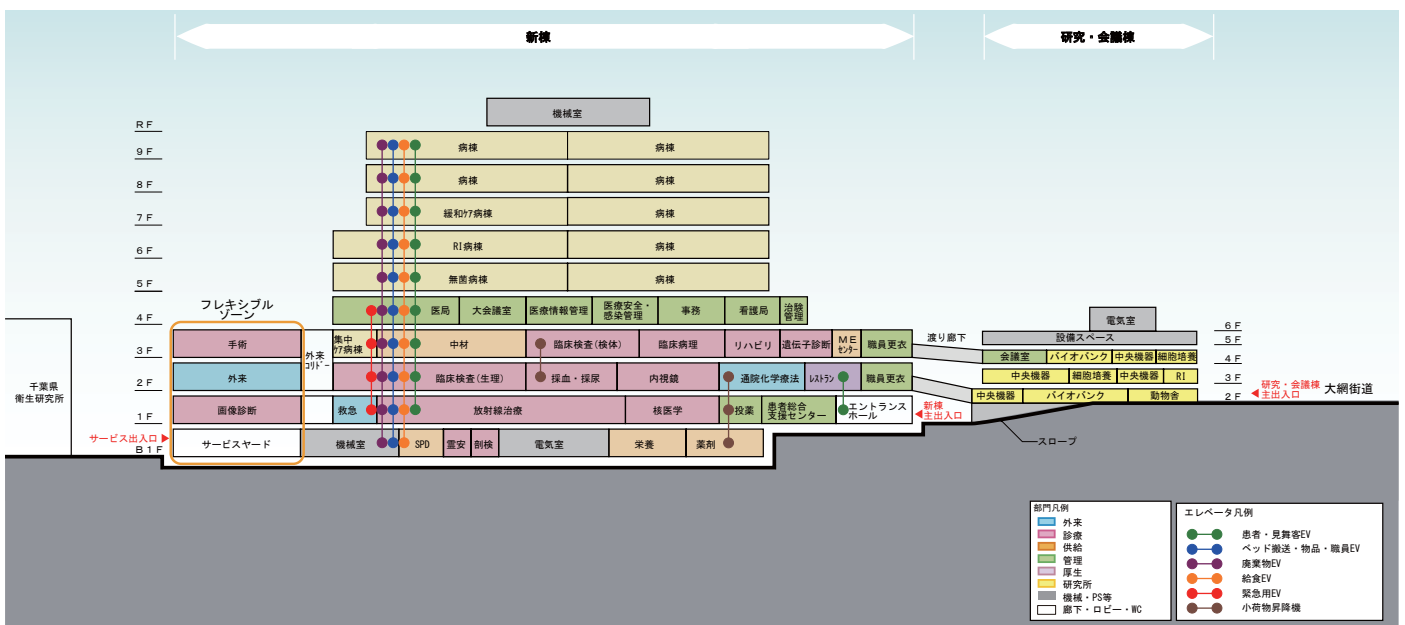 新棟
研究・会議棟
機械室
RF
9F
病棟
病棟
8F
病棟
病棟
7F
緩和ケア病棟
病棟
6F
RI病棟
病棟
5F
無菌病棟
病棟
フレキシブル
ゾーン
4F
医局
大会議室
医療情報管理
医療安全・
感染管理
事務
看護局
治験
管理
3F
手術
外来
コリドー
集中
ケア病棟
中材
臨床検査(検体)
臨床病理
リハビリ
遺伝子診断
ME
センター
職員更衣
渡り廊下
2F
外来
臨床検査(生理)
採血・採尿
内視鏡
通院化学療法
レストラン
職員更衣
1F
画像診断
救急
放射線治療
核医学
投薬
患者総合
支援センター
エントランス
ホール
新棟
主出入口
サービス出入口
B1F
サービスヤード
機械室
SPD
霊安
剖検
電気室
栄養
薬剤
千葉県
衛生研究所
電気室
6F
設備スペース
5F
会議室
バイオバンク
中央機器
細胞培養
4F
中央機器
細胞培養
中央機器
RI
3F
中央機器
バイオバンク
動物舎
2F
研究・会議棟
主出入口
大網街道
スロープ
部門凡例
外来
診療
供給
管理
厚生
研究所
機械・PS等
廊下・ロビー・WC
エレベータ凡例
患者・見舞客EV
ベッド搬送・物品・職員EV
廃棄物EV
給食EV
緊急用EV
小荷物昇降機